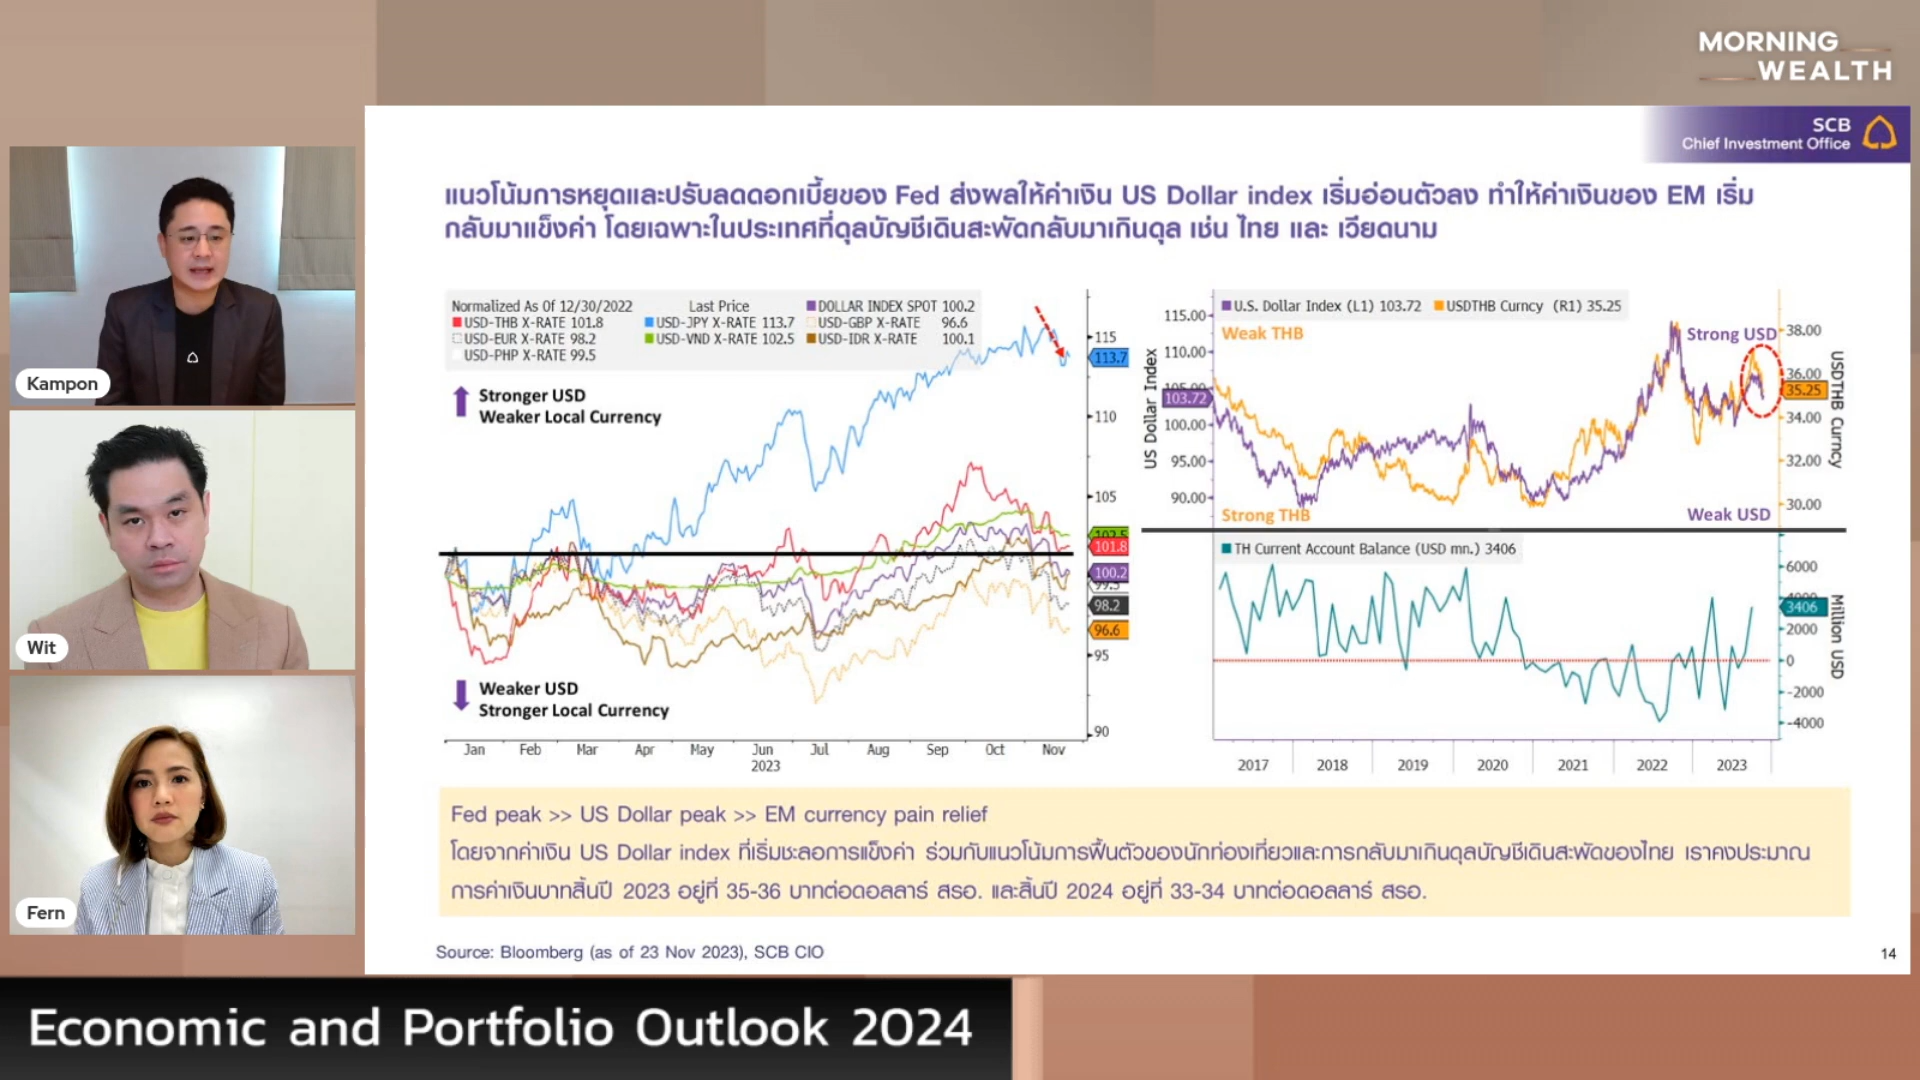 MORNING
WEALTH
SCB
Chief Investment Office
แนวโน้มการหยุดและปรับลดดอกเบี้ยของ Fed ส่งผลให้ค่าเงิน US Dollar index เริ่มอ่อนตัวลง ทำให้ค่าเงินของ EM เริ่ม
กลับมาแข็งค่า โดยเฉพาะในประเทศที่ดุลบัญชีเดินสะพัดกลับมาเกินดุล เช่น ไทย และ เวียดนาม
Normalized As Of 12/30/2022 Last Price DOLLAR INDEX SPOT 100.2
USD-THB X-RATE 101.8 USD-JPY X-RATE 113.7 USD-GBP X-RATE 96.6
USD-EUR X-RATE 98.2 USD-VND X-RATE 102.5 USD-IDR X-RATE 100.1
USD-PHP X-RATE 99.5
Stronger USD
Weaker Local Currency
Weaker USD
Stronger Local Currency
115
113.7
110
105
102.5
101.8
100.2
99.5
98.2
96.6
95
90
Jan Feb Mar Apr May Jun Jul Aug Sep Oct Nov
2023
U.S. Dollar Index (L1) 103.72 USDTHB Curncy (R1) 35.25
Weak THB
Strong USD
Strong THB
Weak USD
US Dollar Index
115.00
110.00
105.00
103.72
100.00
95.00
90.00
38.00
36.00
35.25
34.00
32.00
30.00
USDTHB Curncy
TH Current Account Balance (USD mn.) 3406
6000
4000
3406
2000
0
-2000
-4000
Million USD
2017 2018 2019 2020 2021 2022 2023
Fed peak >> US Dollar peak >> EM currency pain relief
โดยจากค่าเงิน US Dollar index ที่เริ่มชะลอการแข็งค่า ร่วมกับแนวโน้มการฟื้นตัวของนักท่องเที่ยวและการกลับมาเกินดุลบัญชีเดินสะพัดของไทย เราคงประมาณ
การค่าเงินบาทสิ้นปี 2023 อยู่ที่ 35-36 บาทต่อดอลลาร์ สรอ. และสิ้นปี 2024 อยู่ที่ 33-34 บาทต่อดอลลาร์ สรอ.
Source: Bloomberg (as of 23 Nov 2023), SCB CIO
14
Kampon
Wit
Fern
Economic and Portfolio Outlook 2024